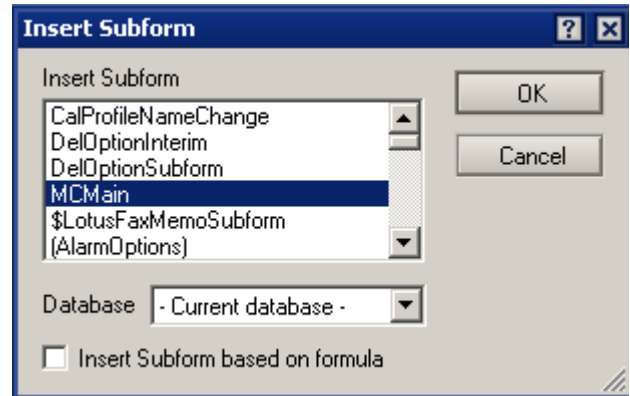 Insert Subform
Insert Subform
CalProfileNameChange
DelOptionInterim
DelOptionSubform
MCMain
$LotusFaxMemoSubform
(AlarmOptions)
OK
Cancel
Database - Current database -
Insert Subform based on formula